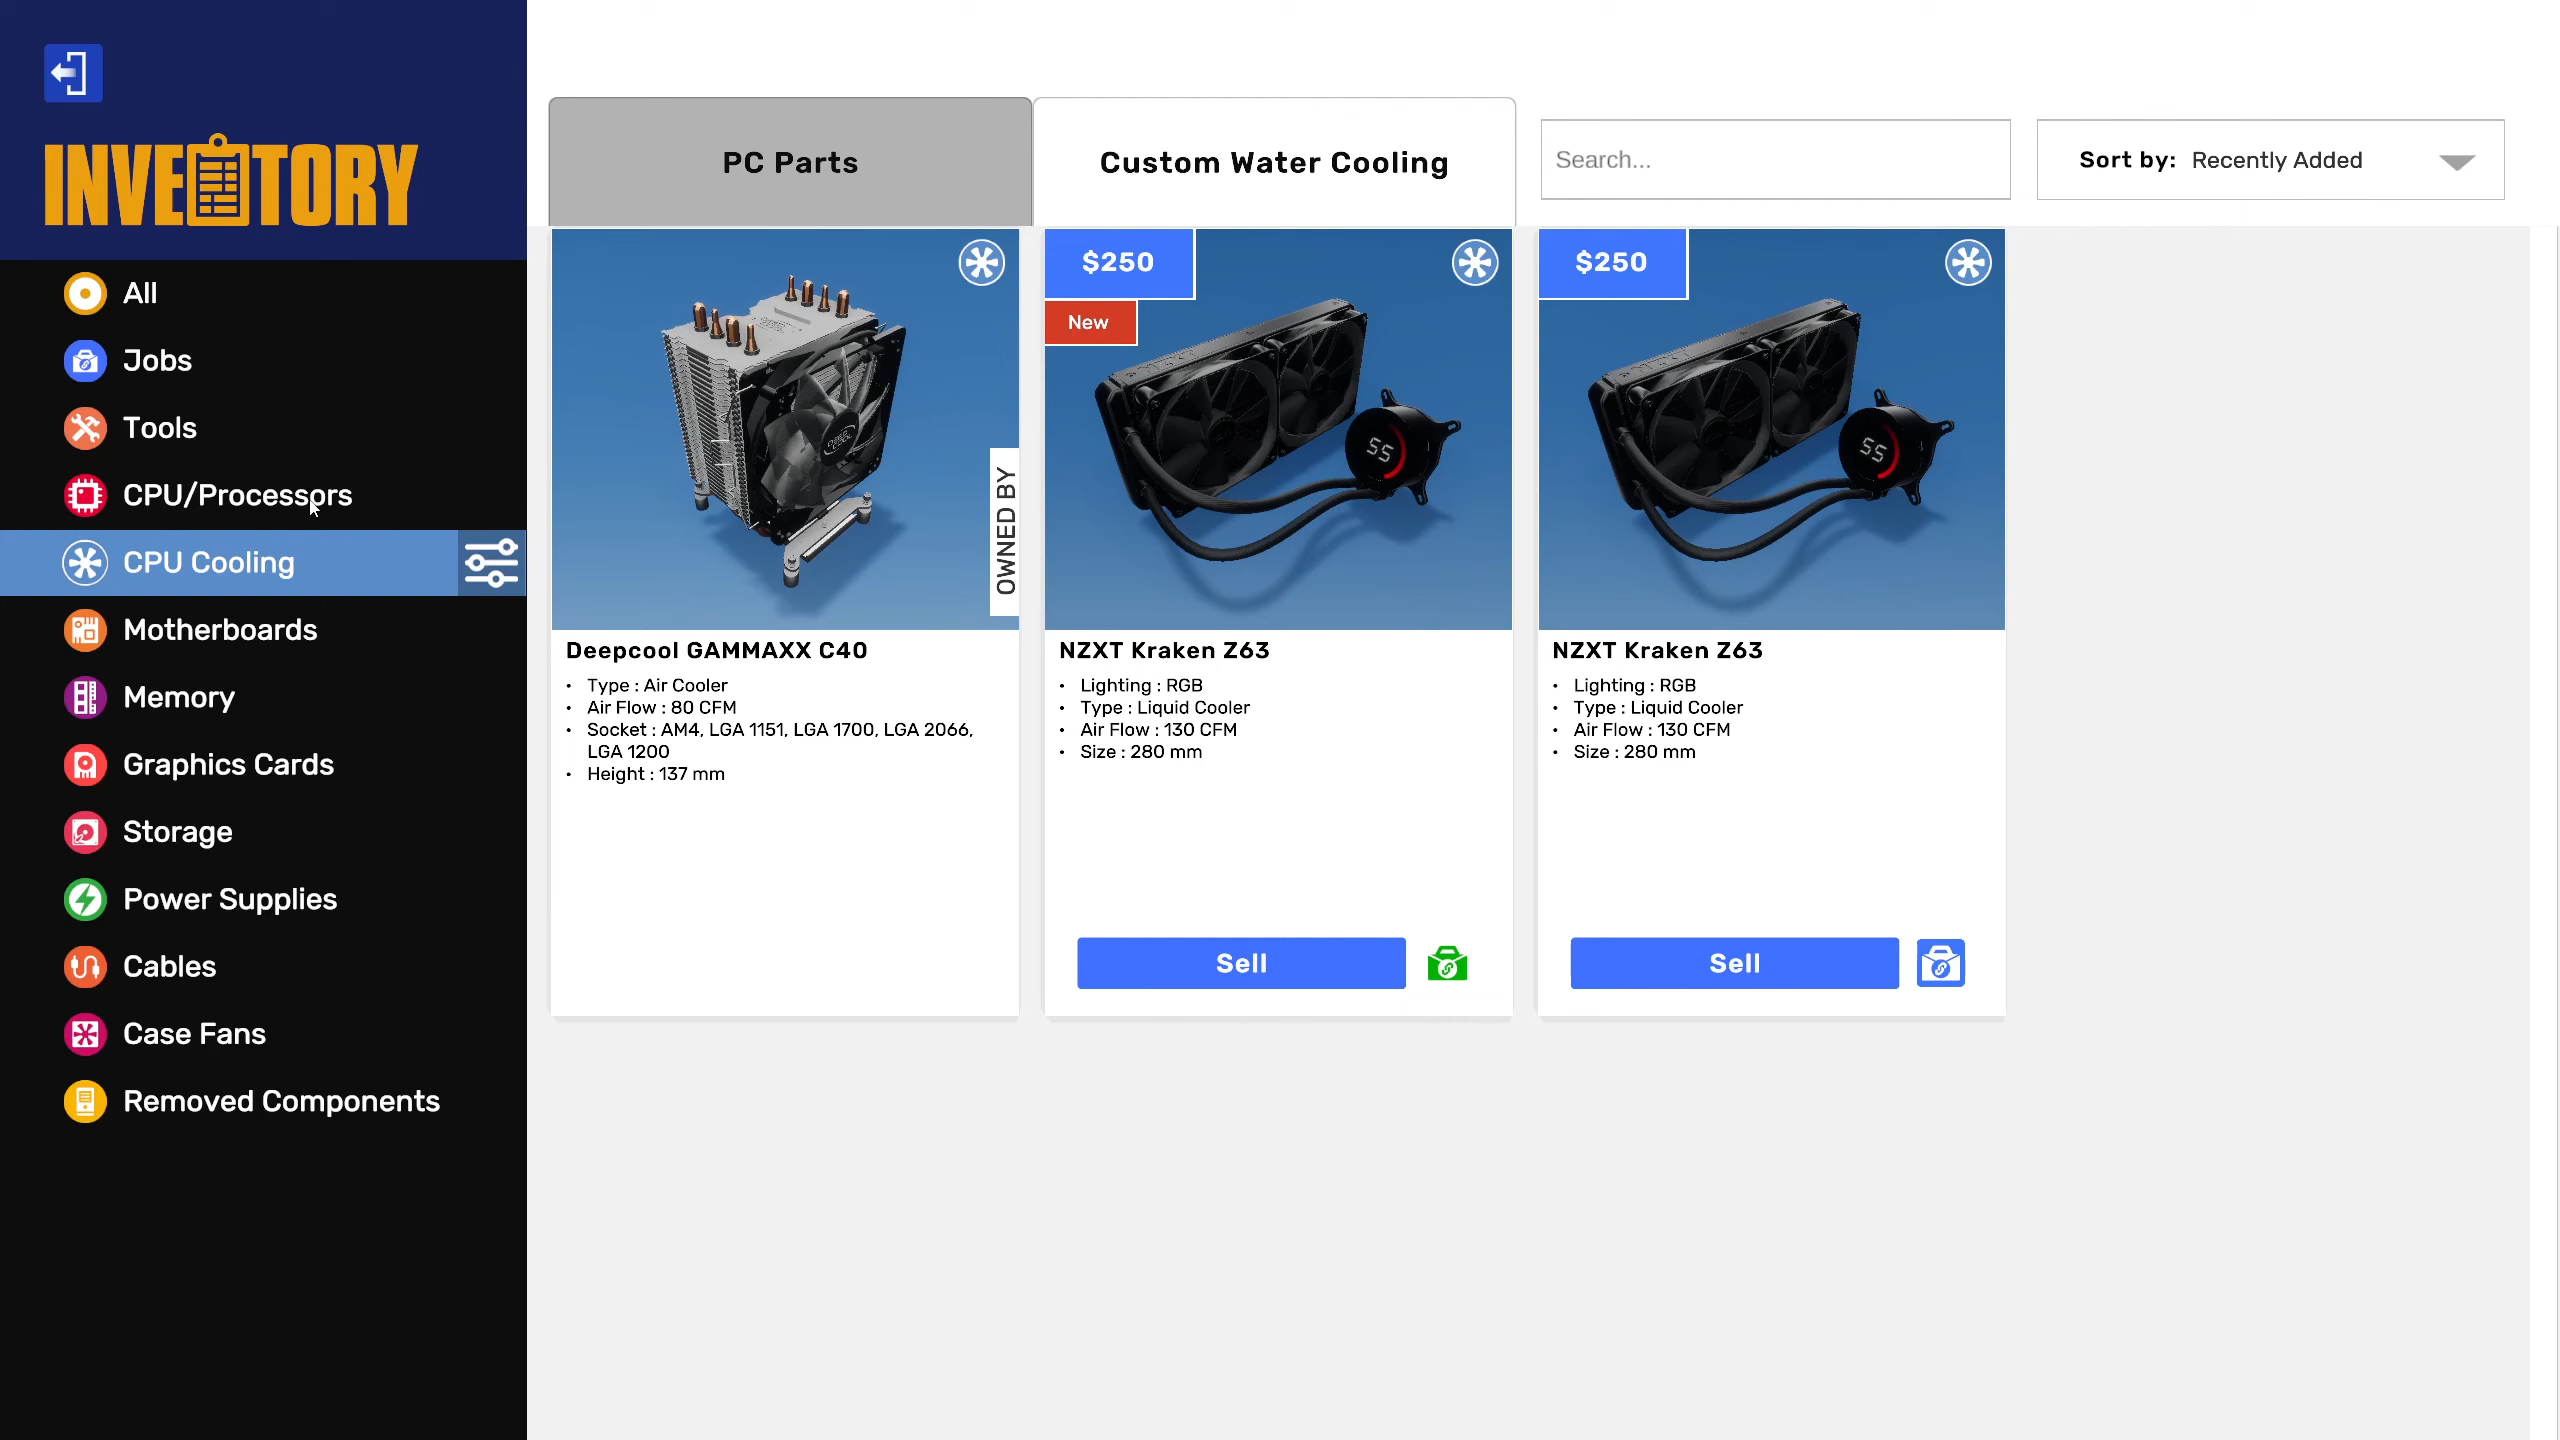 INVENTORY
All
Jobs
Tools
CPU/Processors
CPU Cooling
Motherboards
Memory
Graphics Cards
Storage
Power Supplies
Cables
Case Fans
Removed Components
PC Parts
Custom Water Cooling
Search...
Sort by: Recently Added
OWNED BY
Deepcool GAMMAXX C40
• Type : Air Cooler
• Air Flow : 80 CFM
• Socket : AM4, LGA 1151, LGA 1700, LGA 2066,
LGA 1200
• Height : 137 mm
$250
New
55
NZXT Kraken Z63
• Lighting : RGB
• Type : Liquid Cooler
• Air Flow : 130 CFM
• Size : 280 mm
Sell
$250
55
NZXT Kraken Z63
• Lighting : RGB
• Type : Liquid Cooler
• Air Flow : 130 CFM
• Size : 280 mm
Sell